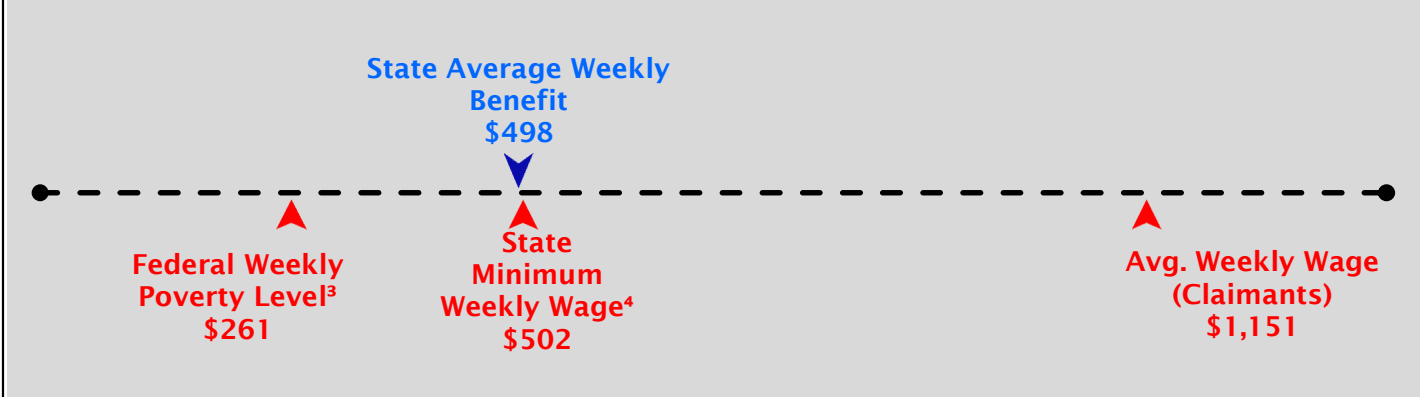 State Average Weekly
Benefit
$498
Federal Weekly
Poverty Level³
$261
State
Minimum
Weekly Wage⁴
$502
Avg. Weekly Wage
(Claimants)
$1,151